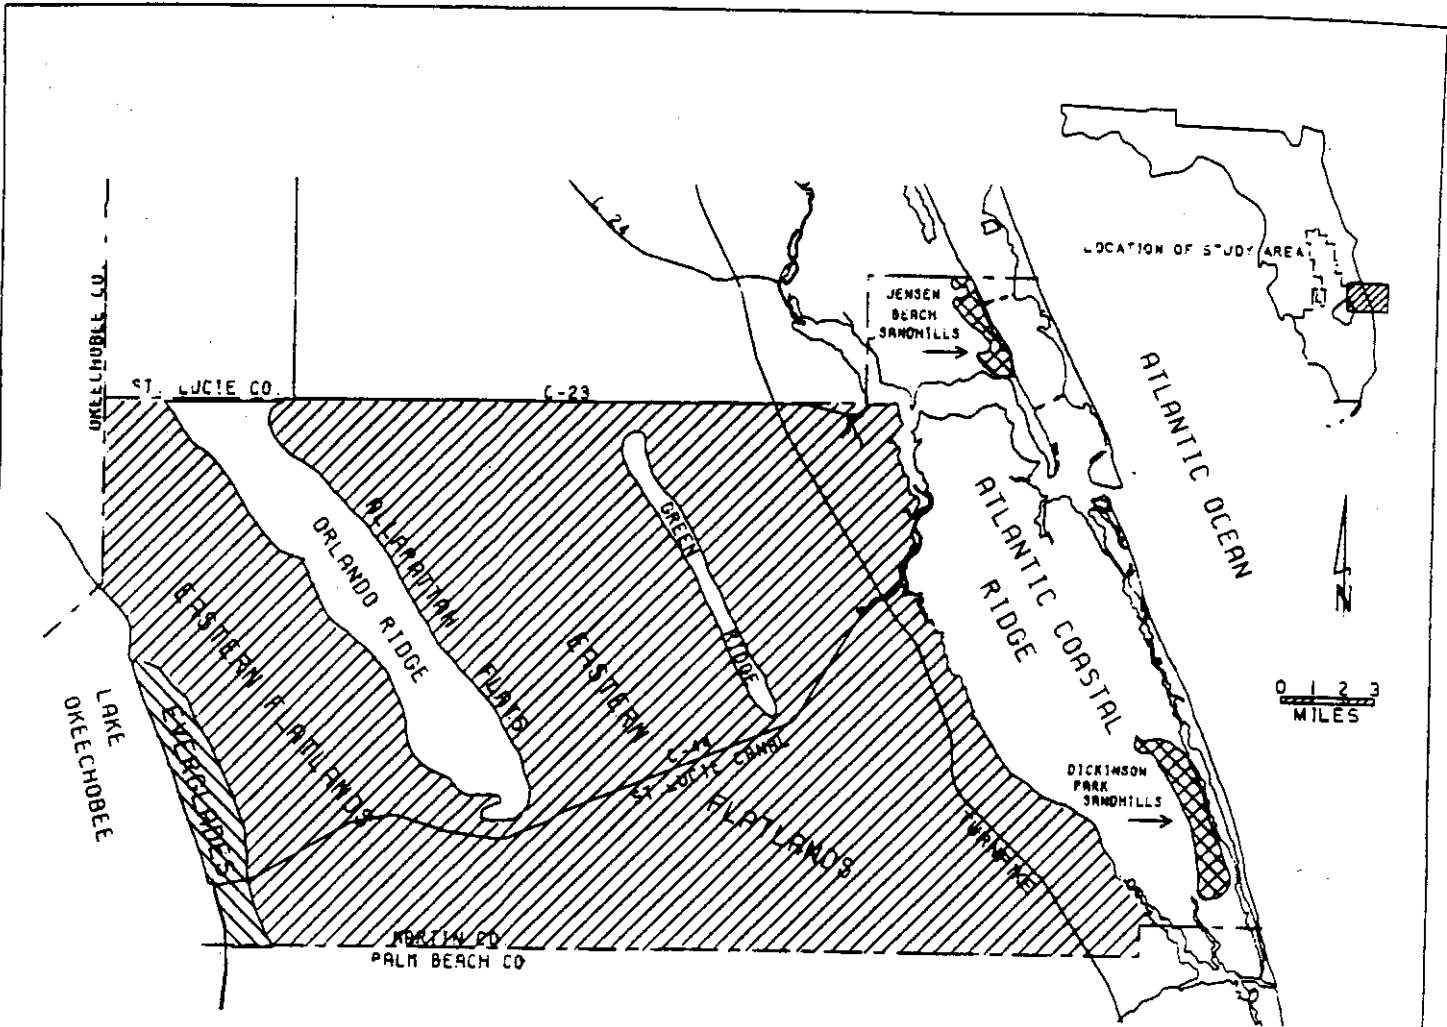 C-24
LOCATION OF STUDY AREA
JENSEN
BEACH
SANDHILLS
OKEECHOBEE CO
ST. LUCIE CO.
C-23
ATLANTIC OCEAN
ATLANTIC COASTAL
RIDGE
ORLANDO RIDGE
ALLAPATTAH
FLATS
GREEN
RIDGE
EASTERN FLATLANDS
EASTERN
FLATLANDS
N
0 1 2 3
MILES
LAKE
OKEECHOBEE
EVERGLADES
C-44
ST. LUCIE CANAL
DICKINSON
PARK
SANDHILLS
TURNPIKE
MARTIN CO
PALM BEACH CO